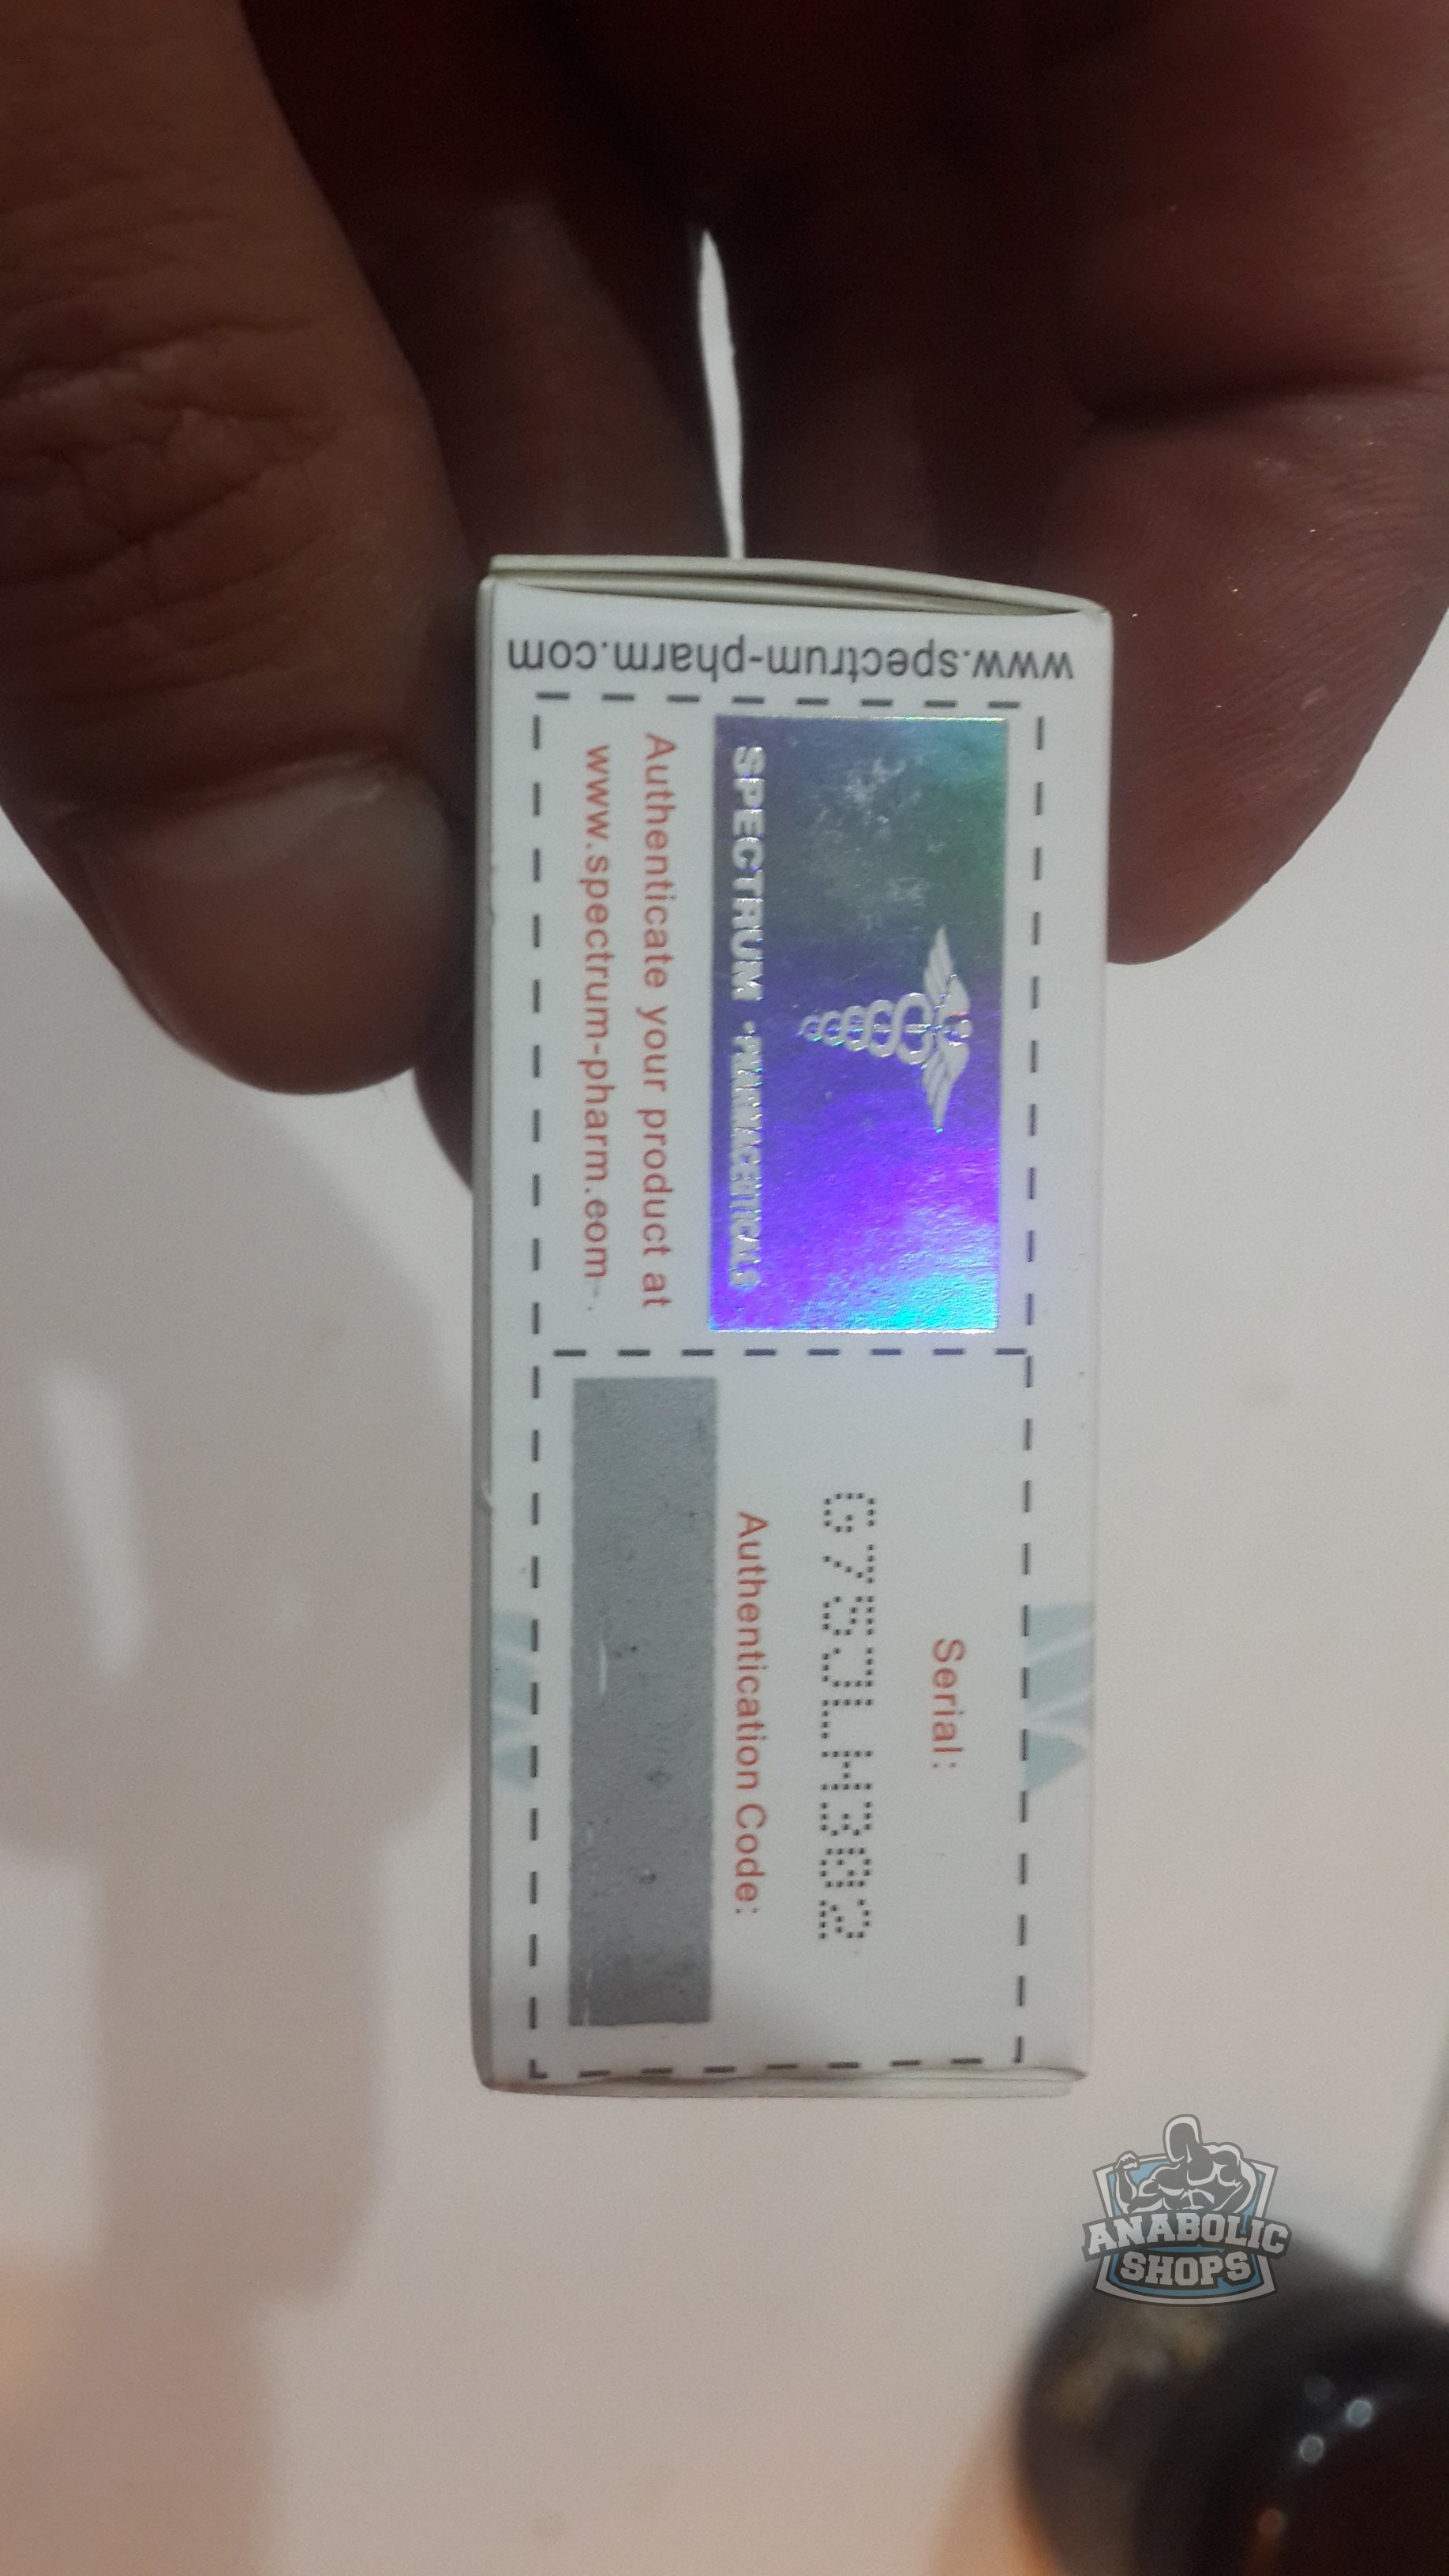 www.spectrum-pharm.com
SPECTRUM ·PHARMACEUTICALS
Authenticate your product at
www.spectrum-pharm.com
Serial:
G7SJLH302
Authentication Code:
ANABOLIC
SHOPS